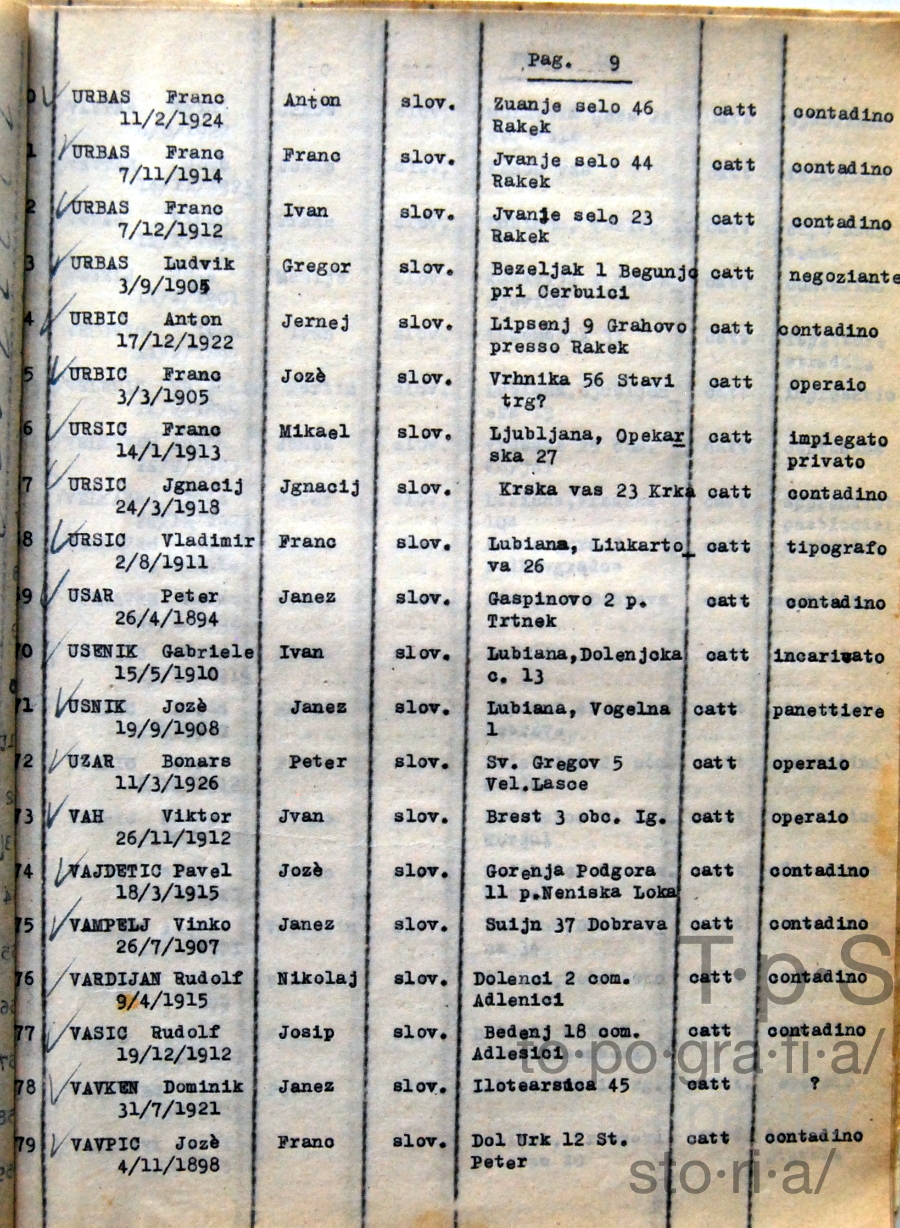 Pag. 9
URBAS Franc Anton slov. Zuanje selo 46 catt contadino
11/2/1924 Rakek
URBAS Franc Franc slov. Jvanje selo 44 catt contadino
7/11/1914 Rakek
2 URBAS Franc Ivan slov. Jvanje selo 23 catt contadino
7/12/1912 Rakek
3 URBAS Ludvik Gregor slov. Bezeljak 1 Begunjc catt negoziante
3/9/1905 pri Cerbuici
4 URBIC Anton Jernej slov. Lipsenj 9 Grahovo catt contadino
17/12/1922 presso Rakek
5 URBIC Franc Jozè slov. Vrhnika 56 Stavi catt operaio
3/3/1905 trg?
6 URSIC Franc Mikael slov. Ljubljana, Opekar catt impiegato
14/1/1913 ska 27 privato
7 URSIC Jgnacij Jgnacij slov. Krska vas 23 Krka catt contadino
24/3/1918
8 URSIC Vladimir Franc slov. Lubiana, Liukarto_ catt tipografo
2/8/1911 va 26
69 USAR Peter Janez slov. Gaspinovo 2 p. catt contadino
26/4/1894 Trtnek
70 USENIK Gabriele Ivan slov. Lubiana,Dolenjcka catt incaricato
15/5/1910 c. 13
71 USNIK Jozè Janez slov. Lubiana, Vogelna catt panettiere
19/9/1908 1
72 UZAR Bonars Peter slov. Sv. Gregov 5 catt operaio
11/3/1926 Vel.Lasce
73 VAH Viktor Jvan slov. Brest 3 obc. Ig. catt operaio
26/11/1912
74 VAJDETIC Pavel Jozè slov. Gorenja Podgora catt contadino
18/3/1915 11 p.Neniska Loka
75 VAMPELJ Vinko Janez slov. Suijn 37 Dobrava catt contadino
26/7/1907
76 VARDIJAN Rudolf Nikolaj slov. Dolenci 2 com. catt contadino
9/4/1915 Adlenici
77 VASIC Rudolf Josip slov. Bedenj 18 com. catt contadino
19/12/1912 Adlesici
78 VAVKEN Dominik Janez slov. Ilotearsica 45 catt ?
31/7/1921
79 VAVPIC Jozè Franc slov. Dol Urk 12 St. catt contadino
4/11/1898 Peter
T·p S
to·po·gra·fi·a/
sto·ri·a/